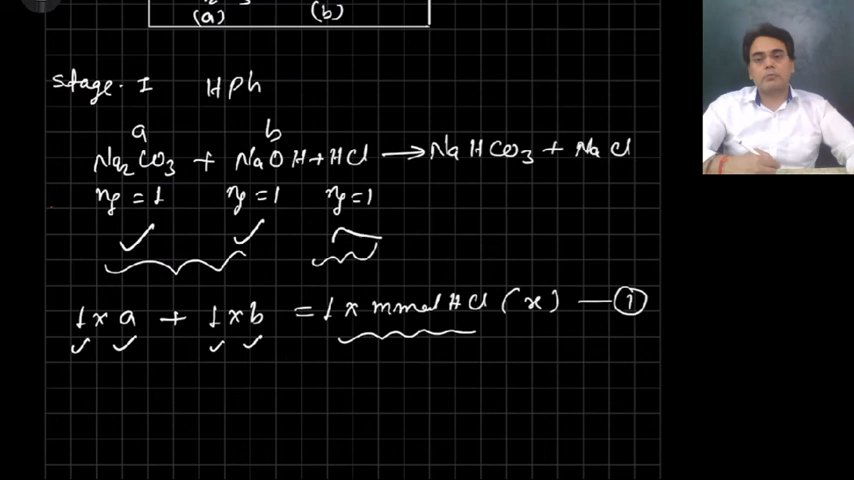 (a) (b)
Stage. I HPh
a b
Na2CO3 + NaOH + HCl → NaHCO3 + NaCl
nf = 1 nf = 1 nf = 1
1 x a + 1 x b = 1 x mmol HCl (x) — 1